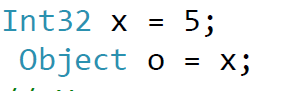 Int32 x = 5;
Object o = x;
//